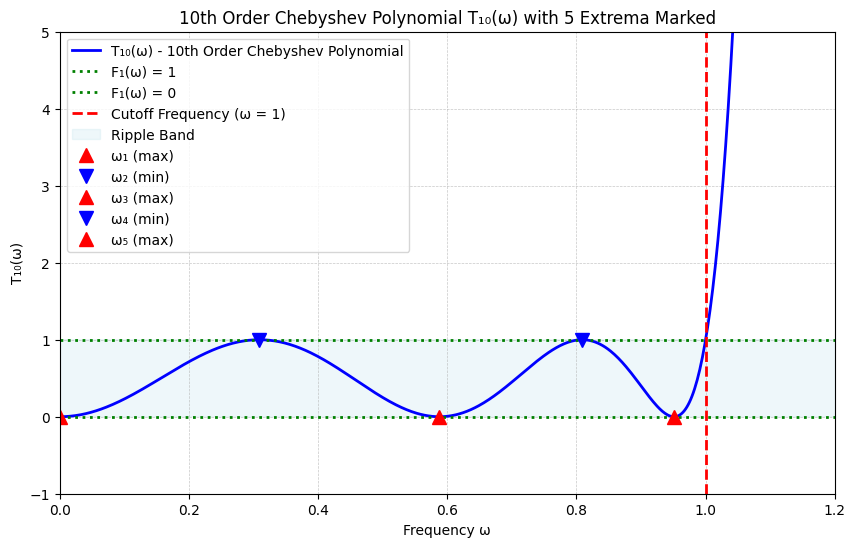 10th Order Chebyshev Polynomial T₁₀(ω) with 5 Extrema Marked
T₁₀(ω) - 10th Order Chebyshev Polynomial
F₁(ω) = 1
F₁(ω) = 0
Cutoff Frequency (ω = 1)
Ripple Band
ω₁ (max)
ω₂ (min)
ω₃ (max)
ω₄ (min)
ω₅ (max)
T₁₀(ω)
5
4
3
2
1
0
−1
0.0 0.2 0.4 0.6 0.8 1.0 1.2
Frequency ω